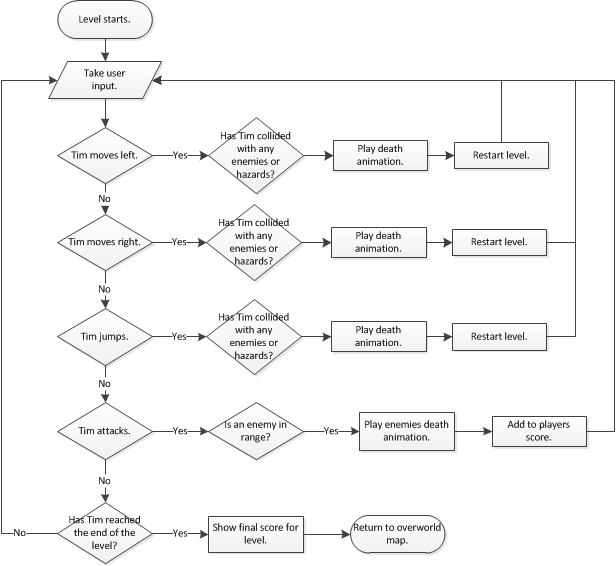 Level starts.
Take user
input.
Tim moves left.
Yes
Has Tim collided
with any
enemies or
hazards?
Play death
animation.
Restart level.
No
Tim moves right.
Yes
Has Tim collided
with any
enemies or
hazards?
Play death
animation.
Restart level.
No
Tim jumps.
Yes
Has Tim collided
with any
enemies or
hazards?
Play death
animation.
Restart level.
No
Tim attacks.
Yes
Is an enemy in
range?
Yes
Play enemies death
animation.
Add to players
score.
No
No
Has Tim reached
the end of the
level?
Yes
Show final score for
level.
Return to overworld
map.